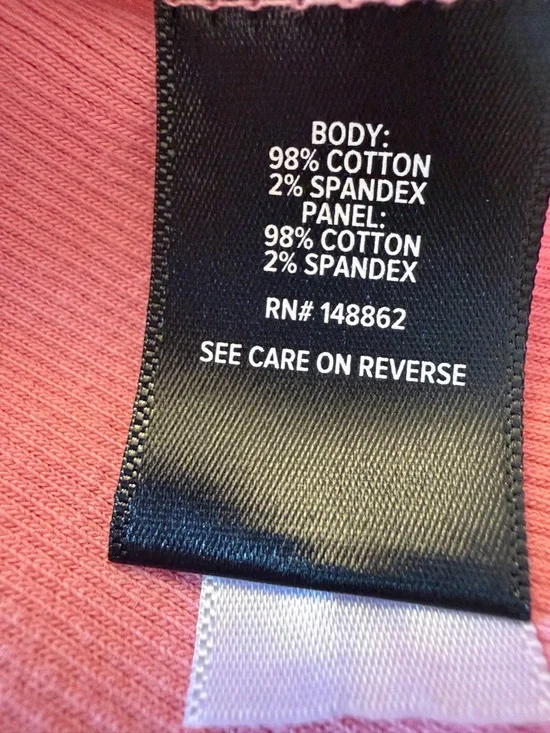 BODY:
98% COTTON
2% SPANDEX
PANEL:
98% COTTON
2% SPANDEX
RN# 148862
SEE CARE ON REVERSE